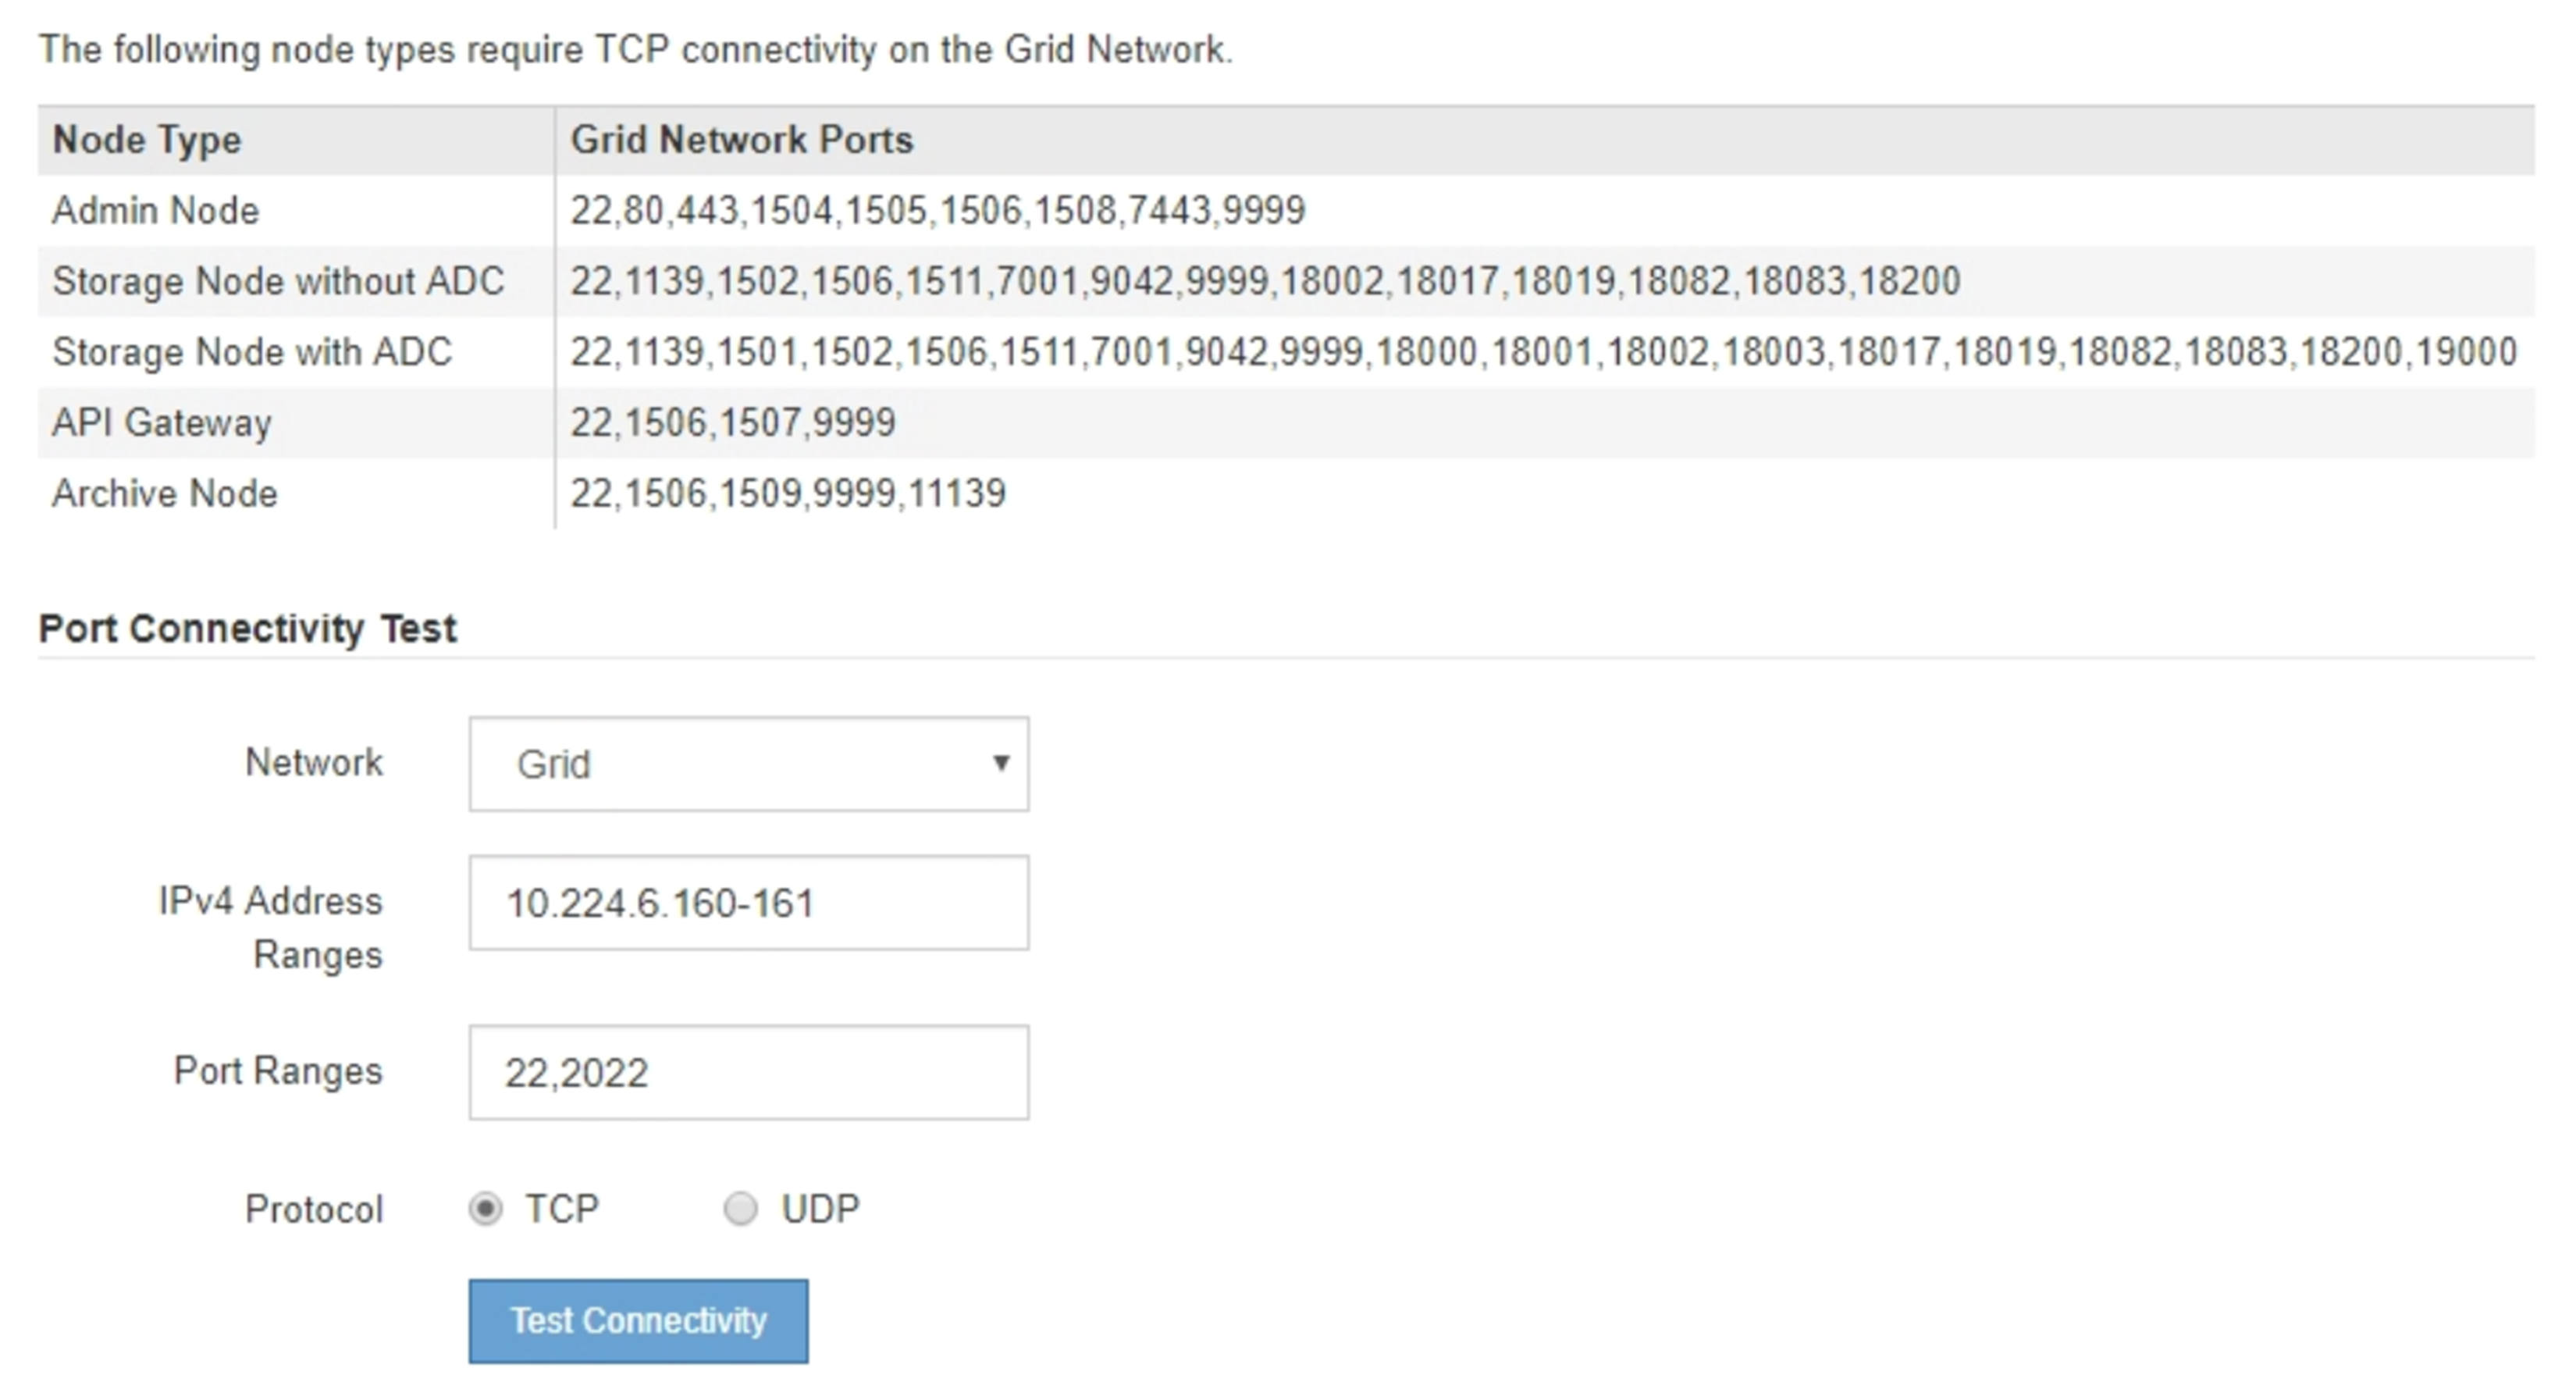 The following node types require TCP connectivity on the Grid Network.
Node Type Grid Network Ports
Admin Node 22,80,443,1504,1505,1506,1508,7443,9999
Storage Node without ADC 22,1139,1502,1506,1511,7001,9042,9999,18002,18017,18019,18082,18083,18200
Storage Node with ADC 22,1139,1501,1502,1506,1511,7001,9042,9999,18000,18001,18002,18003,18017,18019,18082,18083,18200,19000
API Gateway 22,1506,1507,9999
Archive Node 22,1506,1509,9999,11139
Port Connectivity Test
Network Grid
IPv4 Address 10.224.6.160-161
Ranges
Port Ranges 22,2022
Protocol TCP UDP
Test Connectivity